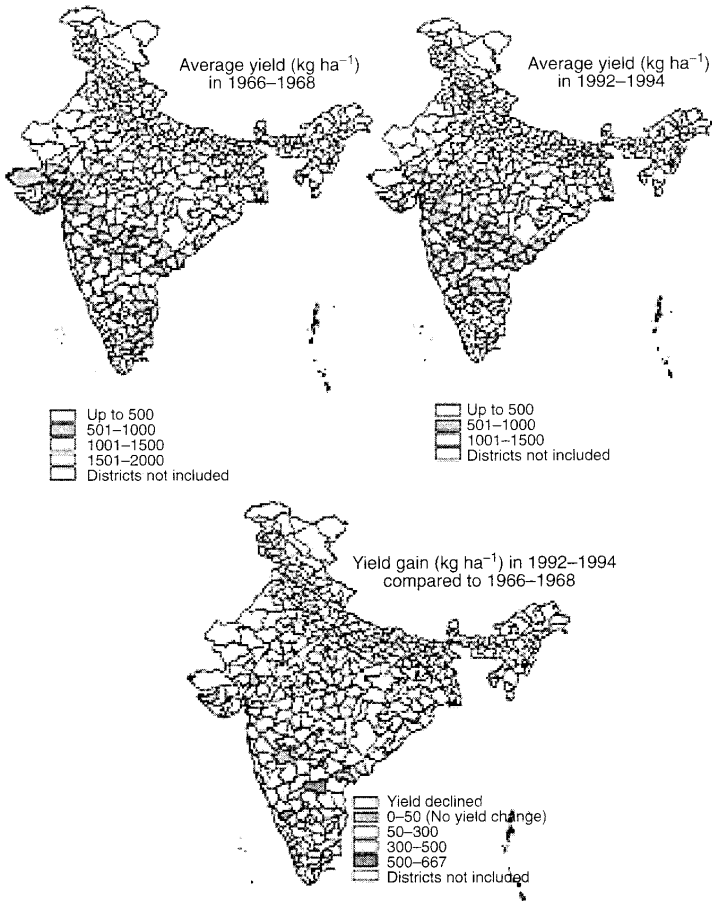 Average yield (kg ha⁻¹)
in 1966–1968
Average yield (kg ha⁻¹)
in 1992–1994
Up to 500
501–1000
1001–1500
1501–2000
Districts not included
Up to 500
501–1000
1001–1500
Districts not included
Yield gain (kg ha⁻¹) in 1992–1994
compared to 1966–1968
Yield declined
0–50 (No yield change)
50–300
300–500
500–667
Districts not included